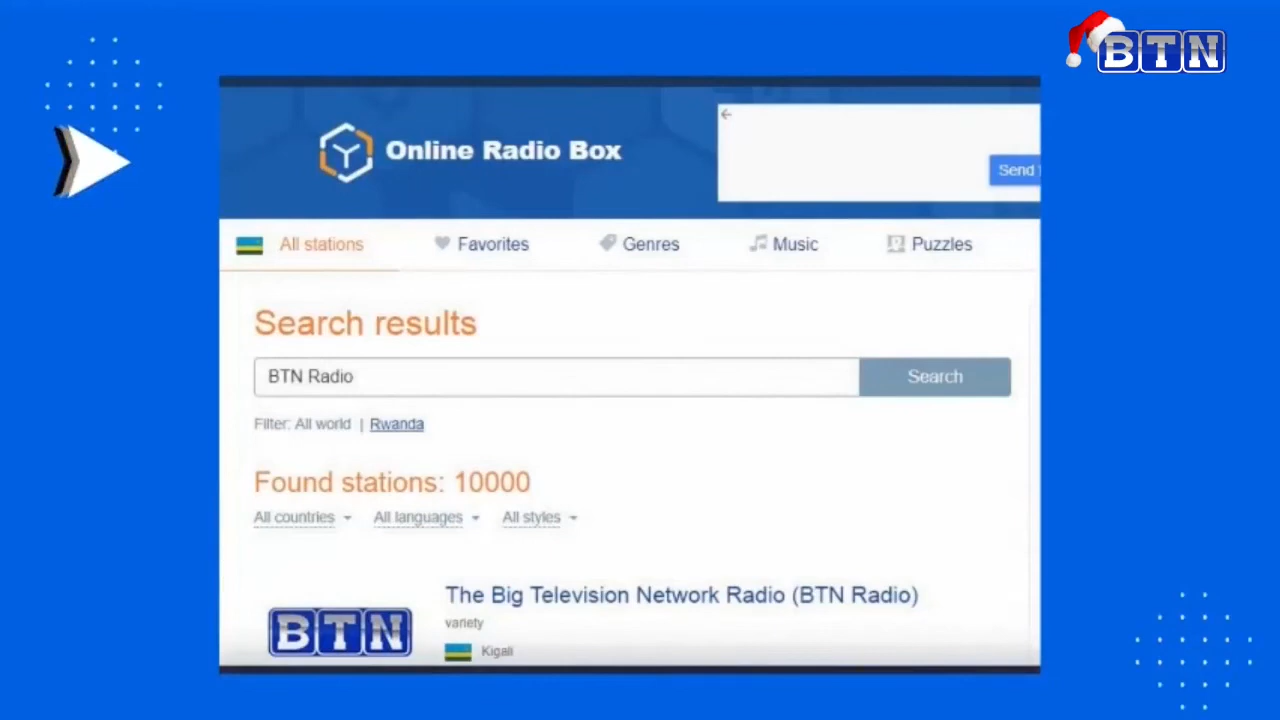 BTN
Online Radio Box
Send
All stations
Favorites
Genres
Music
Puzzles
Search results
BTN Radio
Search
Filter: All world | Rwanda
Found stations: 10000
All countries
All languages
All styles
The Big Television Network Radio (BTN Radio)
variety
BTN
Kigali